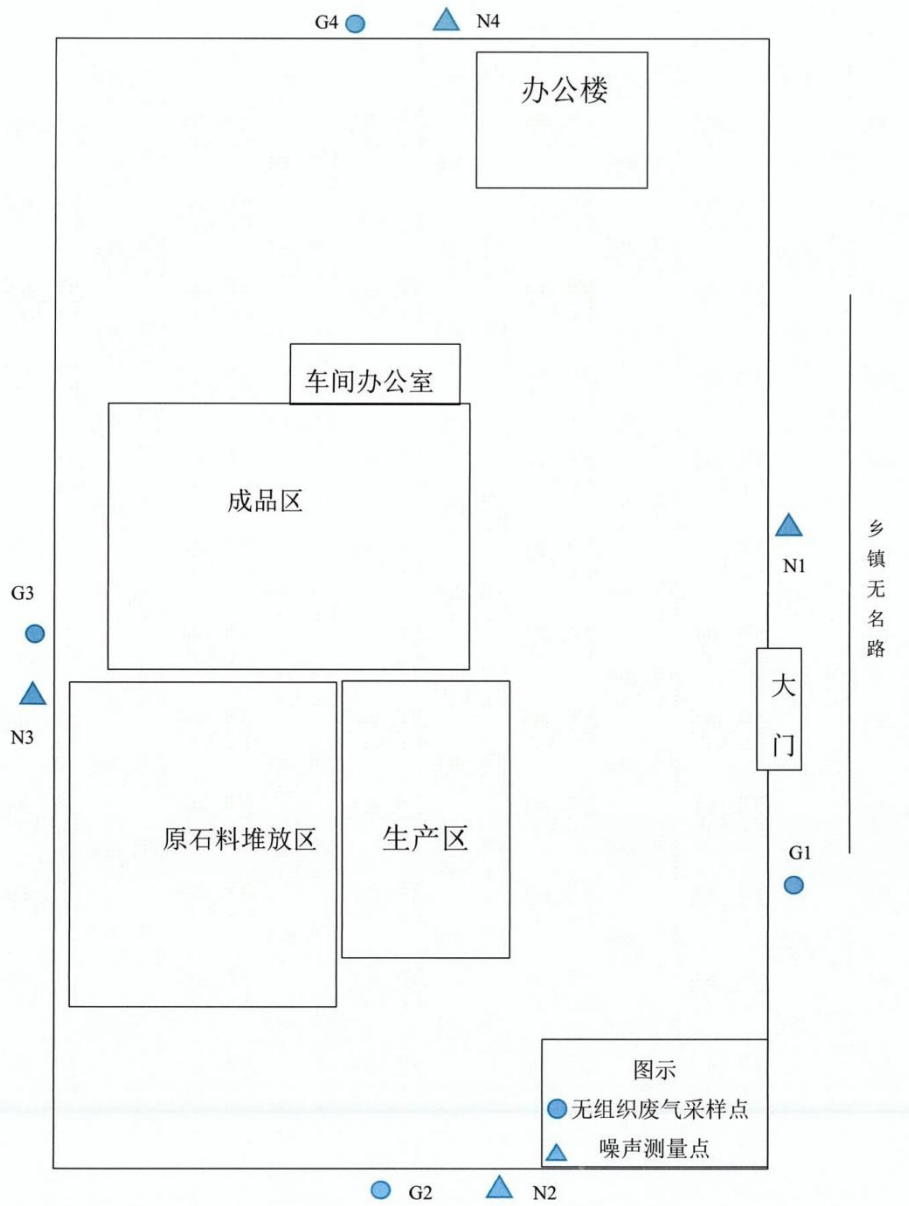 G4 N4
办公楼
车间办公室
成品区
N1
乡镇无名路
G3
N3
大门
原石料堆放区
生产区
G1
图示
无组织废气采样点
噪声测量点
G2 N2